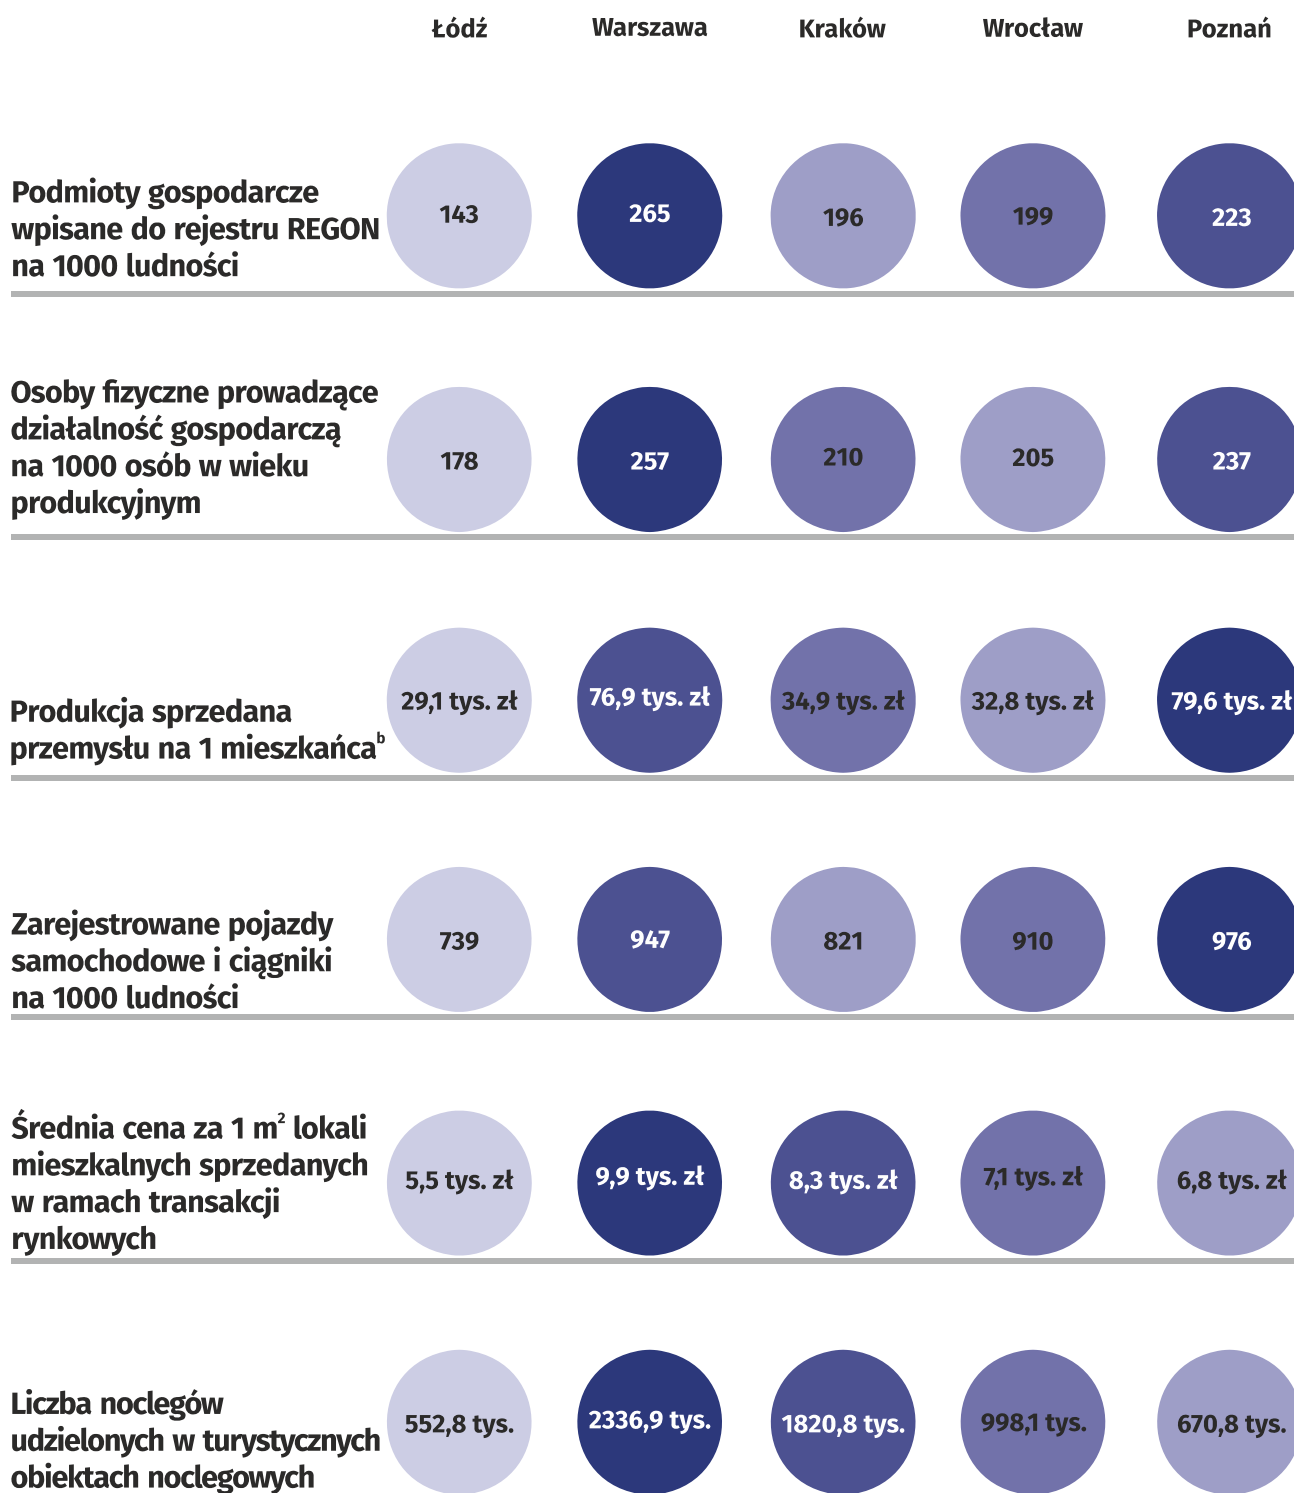 Łódź Warszawa Kraków Wrocław Poznań
Podmioty gospodarcze
wpisane do rejestru REGON
na 1000 ludności
143 265 196 199 223
Osoby fizyczne prowadzące
działalność gospodarczą
na 1000 osób w wieku
produkcyjnym
178 257 210 205 237
Produkcja sprzedana
przemysłu na 1 mieszkańcaᵇ
29,1 tys. zł 76,9 tys. zł 34,9 tys. zł 32,8 tys. zł 79,6 tys. zł
Zarejestrowane pojazdy
samochodowe i ciągniki
na 1000 ludności
739 947 821 910 976
Średnia cena za 1 m² lokali
mieszkalnych sprzedanych
w ramach transakcji
rynkowych
5,5 tys. zł 9,9 tys. zł 8,3 tys. zł 7,1 tys. zł 6,8 tys. zł
Liczba noclegów
udzielonych w turystycznych
obiektach noclegowych
552,8 tys. 2336,9 tys. 1820,8 tys. 998,1 tys. 670,8 tys.